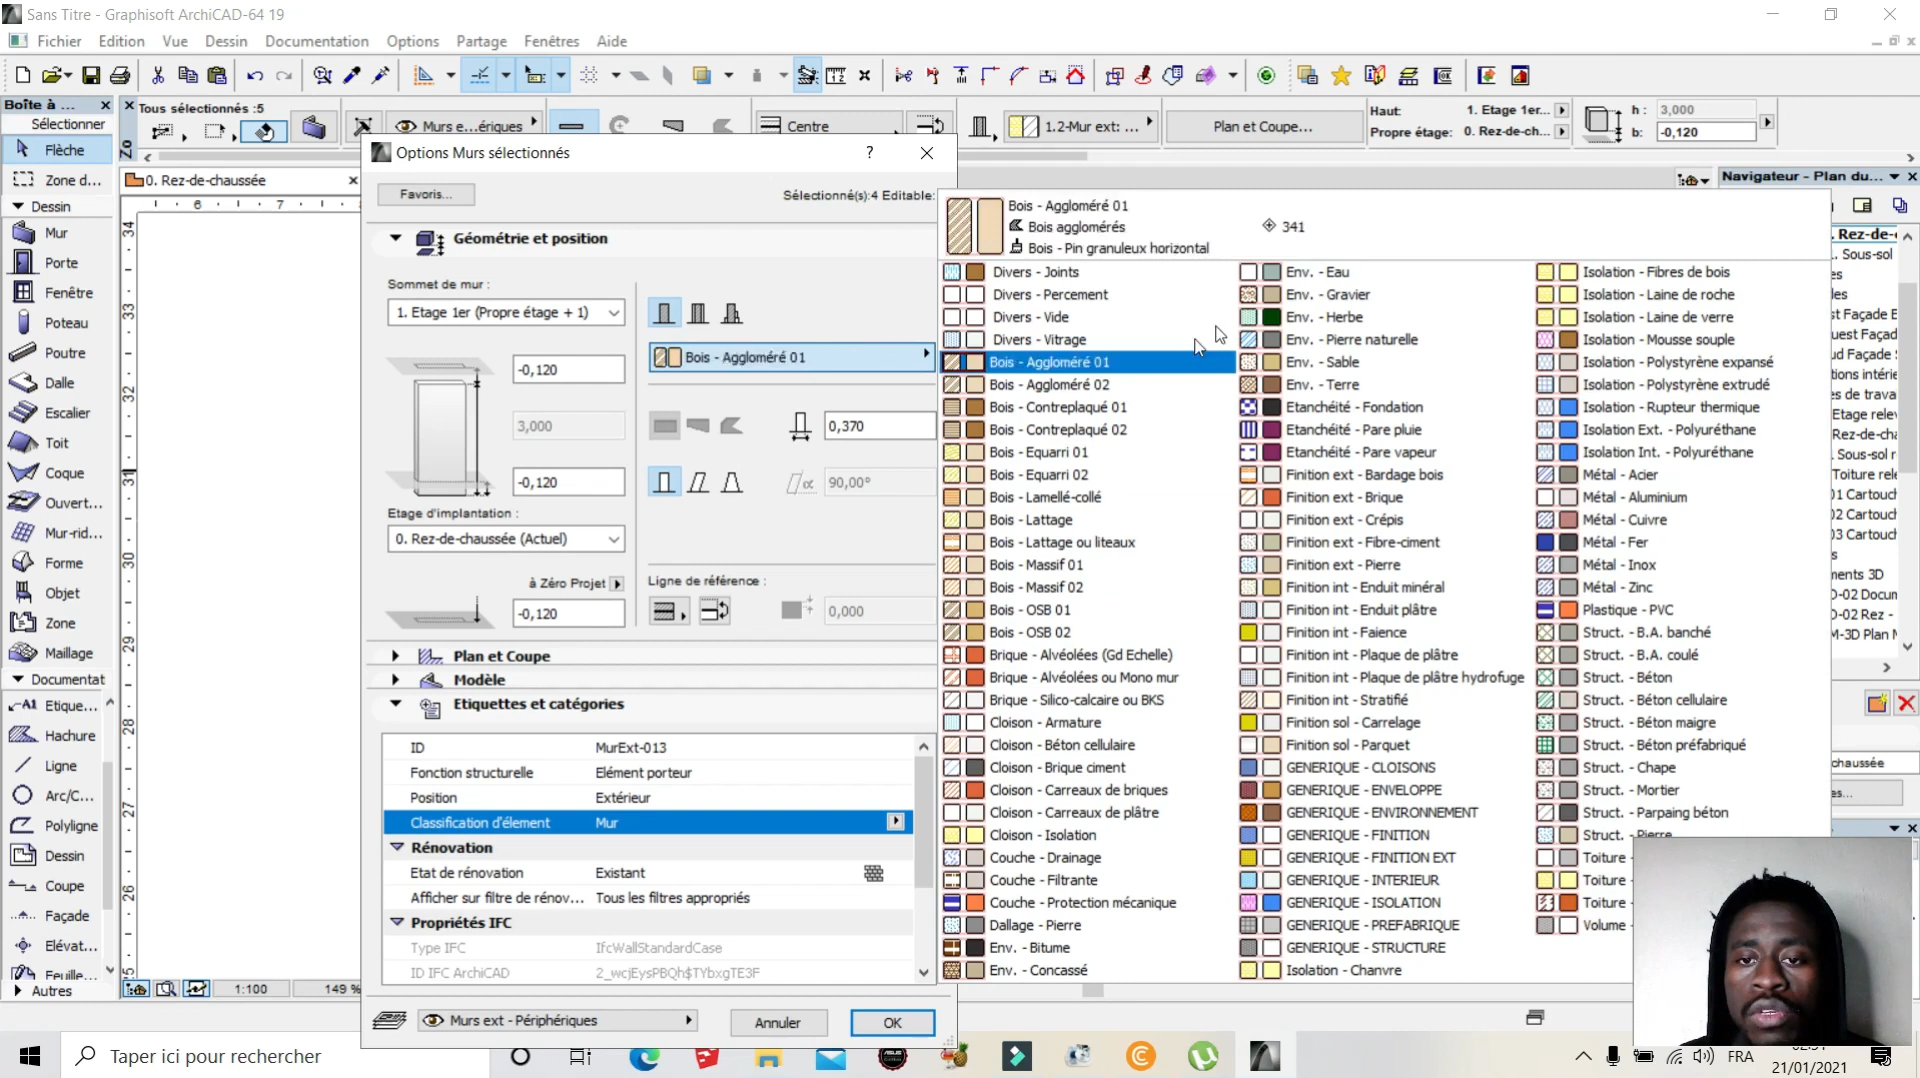 Sans Titre - Graphisoft ArchiCAD-64 19
Fichier Edition Vue Dessin Documentation Options Partage Fenêtres Aide
Boîte à ...
Tous sélectionnés :5
Sélectionner
Murs e...ériques
Centre
1.2-Mur ext: ...
Plan et Coupe...
Haut: 1. Etage 1er...
Propre étage: 0. Rez-de-ch...
h : 3,000
b: -0,120
Flèche
Zone d...
Dessin
Mur
Porte
Fenêtre
Poteau
Poutre
Dalle
Escalier
Toit
Coque
Ouvert...
Mur-rid...
Forme
Objet
Zone
Maillage
Documentat
Etique...
Hachure
Ligne
Arc/C...
Polyligne
Dessin
Coupe
Façade
Elévat...
Feuille...
Autres
0. Rez-de-chaussée
6 7
34
33
32
31
30
29
28
27
26
1:100
149 %
Options Murs sélectionnés
?
Favoris...
Sélectionné(s):4 Editable:
Géométrie et position
Sommet de mur :
1. Etage 1er (Propre étage + 1)
-0,120
3,000
-0,120
Etage d'implantation :
0. Rez-de-chaussée (Actuel)
à Zéro Projet
-0,120
Bois - Aggloméré 01
0,370
90,00°
Ligne de référence :
0,000
Plan et Coupe
Modèle
Etiquettes et catégories
ID MurExt-013
Fonction structurelle Elément porteur
Position Extérieur
Classification d'élement Mur
Rénovation
Etat de rénovation Existant
Afficher sur filtre de rénov... Tous les filtres appropriés
Propriétés IFC
Type IFC IfcWallStandardCase
ID IFC ArchiCAD 2_wcjEysPBQh$TYbxgTE3F
Murs ext - Périphériques
Annuler
OK
Bois - Aggloméré 01
Bois agglomérés
341
Bois - Pin granuleux horizontal
Divers - Joints
Divers - Percement
Divers - Vide
Divers - Vitrage
Bois - Aggloméré 01
Bois - Aggloméré 02
Bois - Contreplaqué 01
Bois - Contreplaqué 02
Bois - Equarri 01
Bois - Equarri 02
Bois - Lamellé-collé
Bois - Lattage
Bois - Lattage ou liteaux
Bois - Massif 01
Bois - Massif 02
Bois - OSB 01
Bois - OSB 02
Brique - Alvéolées (Gd Echelle)
Brique - Alvéolées ou Mono mur
Brique - Silico-calcaire ou BKS
Cloison - Armature
Cloison - Béton cellulaire
Cloison - Brique ciment
Cloison - Carreaux de briques
Cloison - Carreaux de plâtre
Cloison - Isolation
Couche - Drainage
Couche - Filtrante
Couche - Protection mécanique
Dallage - Pierre
Env. - Bitume
Env. - Concassé
Env. - Eau
Env. - Gravier
Env. - Herbe
Env. - Pierre naturelle
Env. - Sable
Env. - Terre
Etanchéité - Fondation
Etanchéité - Pare pluie
Etanchéité - Pare vapeur
Finition ext - Bardage bois
Finition ext - Brique
Finition ext - Crépis
Finition ext - Fibre-ciment
Finition ext - Pierre
Finition int - Enduit minéral
Finition int - Enduit plâtre
Finition int - Faience
Finition int - Plaque de plâtre
Finition int - Plaque de plâtre hydrofuge
Finition int - Stratifié
Finition sol - Carrelage
Finition sol - Parquet
GENERIQUE - CLOISONS
GENERIQUE - ENVELOPPE
GENERIQUE - ENVIRONNEMENT
GENERIQUE - FINITION
GENERIQUE - FINITION EXT
GENERIQUE - INTERIEUR
GENERIQUE - ISOLATION
GENERIQUE - PREFABRIQUE
GENERIQUE - STRUCTURE
Isolation - Chanvre
Isolation - Fibres de bois
Isolation - Laine de roche
Isolation - Laine de verre
Isolation - Mousse souple
Isolation - Polystyrène expansé
Isolation - Polystyrène extrudé
Isolation - Rupteur thermique
Isolation Ext. - Polyuréthane
Isolation Int. - Polyuréthane
Métal - Acier
Métal - Aluminium
Métal - Cuivre
Métal - Fer
Métal - Inox
Métal - Zinc
Plastique - PVC
Struct. - B.A. banché
Struct. - B.A. coulé
Struct. - Béton
Struct. - Béton cellulaire
Struct. - Béton maigre
Struct. - Béton préfabriqué
Struct. - Chape
Struct. - Mortier
Struct. - Parpaing béton
Struct. - Pierre
Toiture
Toiture
Toiture
Volume
Navigateur - Plan du...
Rez-de-
Sous-sol
Taper ici pour rechercher
FRA
21/01/2021